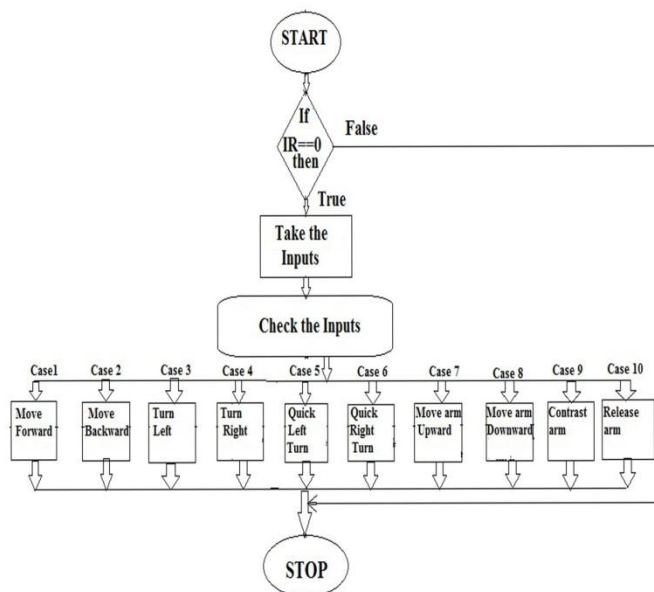 START
If
IR==0
then
False
True
Take the
Inputs
Check the Inputs
Case1
Case 2
Case 3
Case 4
Case 5
Case 6
Case 7
Case 8
Case 9
Case 10
Move
Forward
Move
Backward
Turn
Left
Turn
Right
Quick
Left
Turn
Quick
Right
Turn
Move arm
Upward
Move arm
Downward
Contrast
arm
Release
arm
STOP